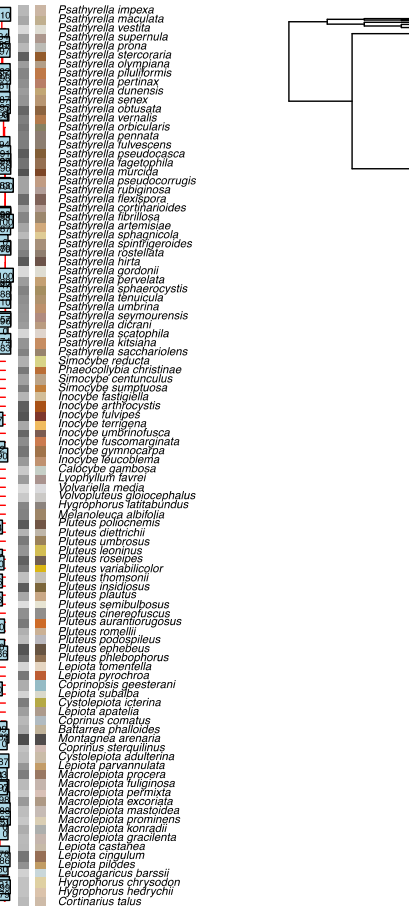 Psathyrella impexa
Psathyrella maculata
Psathyrella vestita
Psathyrella supernula
Psathyrella prona
Psathyrella stercoraria
Psathyrella olympiana
Psathyrella piluliformis
Psathyrella pertinax
Psathyrella dunensis
Psathyrella senex
Psathyrella obtusata
Psathyrella vernalis
Psathyrella orbicularis
Psathyrella pennata
Psathyrella fulvescens
Psathyrella pseudocasca
Psathyrella fagetophila
Psathyrella murcida
Psathyrella pseudocorrugis
Psathyrella rubiginosa
Psathyrella flexispora
Psathyrella cortinarioides
Psathyrella fibrillosa
Psathyrella artemisiae
Psathyrella sphagnicola
Psathyrella spintrigeroides
Psathyrella rostellata
Psathyrella hirta
Psathyrella gordonii
Psathyrella pervelata
Psathyrella sphaerocystis
Psathyrella tenuicula
Psathyrella umbrina
Psathyrella seymourensis
Psathyrella dicrani
Psathyrella scatophila
Psathyrella kitsiana
Psathyrella sacchariolens
Simocybe reducta
Phaeocollybia christinae
Simocybe centunculus
Simocybe sumptuosa
Inocybe fastigiella
Inocybe arthrocystis
Inocybe fulvipes
Inocybe terrigena
Inocybe umbrinofusca
Inocybe fuscomarginata
Inocybe gymnocarpa
Inocybe leucoblema
Calocybe gambosa
Lyophyllum favrei
Volvariella media
Volvopluteus gloiocephalus
Hygrophorus latitabundus
Melanoleuca albifolia
Pluteus poliocnemis
Pluteus diettrichii
Pluteus umbrosus
Pluteus leoninus
Pluteus roseipes
Pluteus variabilicolor
Pluteus thomsonii
Pluteus insidiosus
Pluteus plautus
Pluteus semibulbosus
Pluteus cinereofuscus
Pluteus aurantiorugosus
Pluteus romellii
Pluteus podospileus
Pluteus ephebeus
Pluteus phlebophorus
Lepiota tomentella
Lepiota pyrochroa
Coprinopsis geesterani
Lepiota subalba
Cystolepiota icterina
Lepiota apatelia
Coprinus comatus
Battarrea phalloides
Montagnea arenaria
Coprinus sterquilinus
Cystolepiota adulterina
Lepiota parvannulata
Macrolepiota procera
Macrolepiota fuliginosa
Macrolepiota permixta
Macrolepiota excoriata
Macrolepiota mastoidea
Macrolepiota prominens
Macrolepiota konradii
Macrolepiota gracilenta
Lepiota castanea
Lepiota cingulum
Lepiota pilodes
Leucoagaricus barssii
Hygrophorus chrysodon
Hygrophorus hedrychii
Cortinarius talus